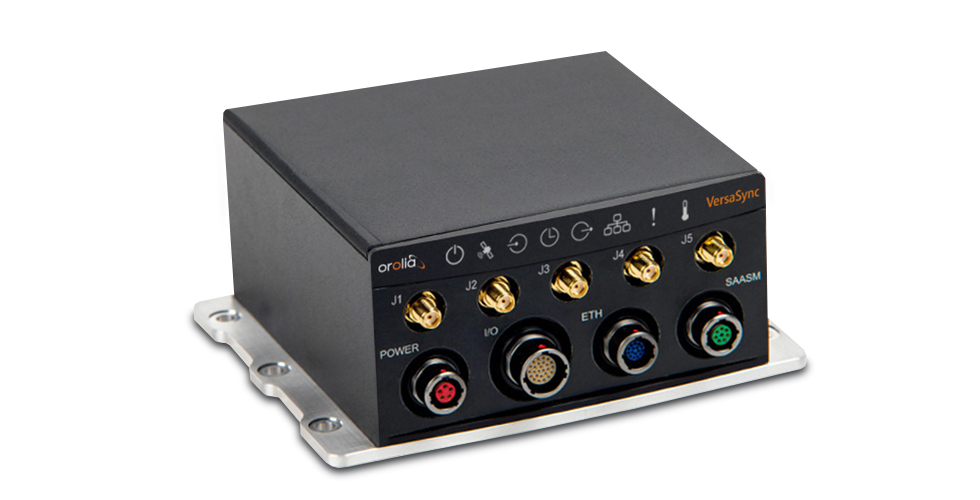 VersaSync
orolia
J1
J2
J3
J4
J5
POWER
I/O
ETH
SAASM